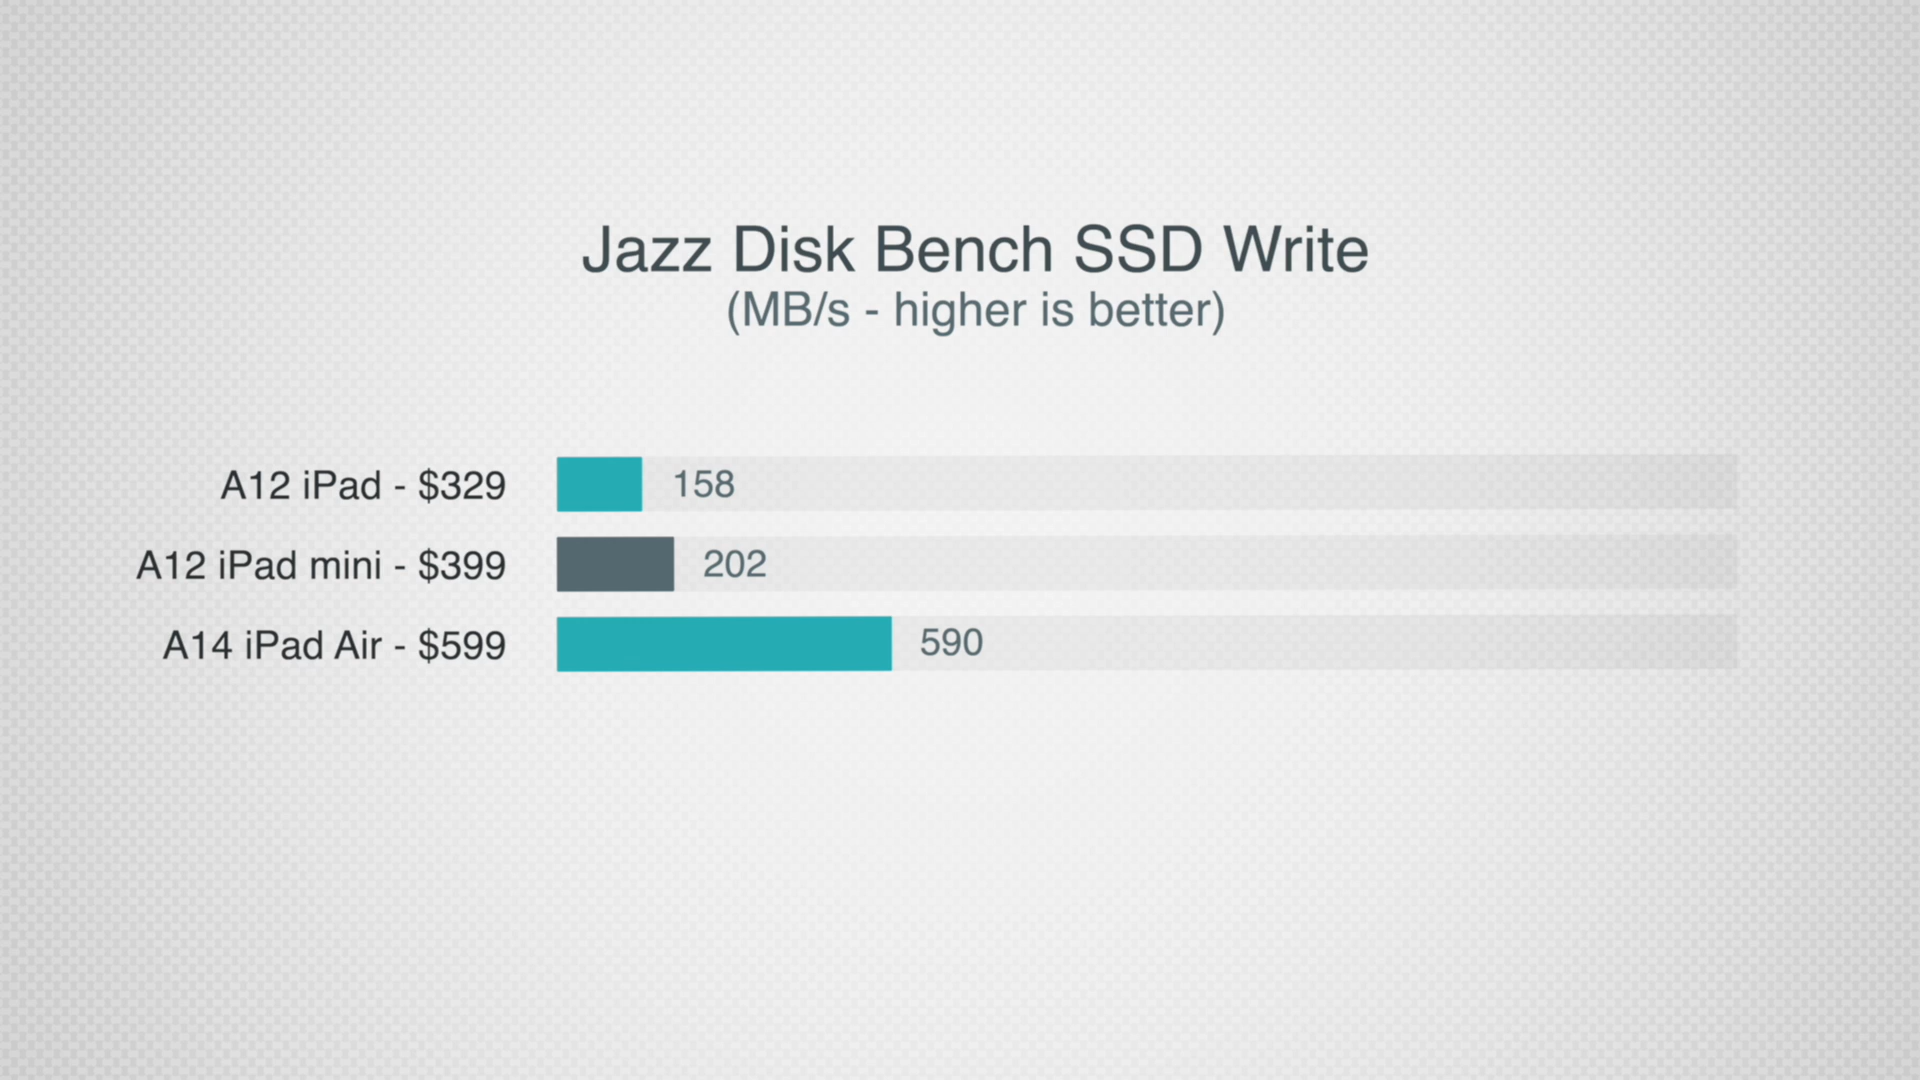 Jazz Disk Bench SSD Write
(MB/s - higher is better)
A12 iPad - $329 158
A12 iPad mini - $399 202
A14 iPad Air - $599 590